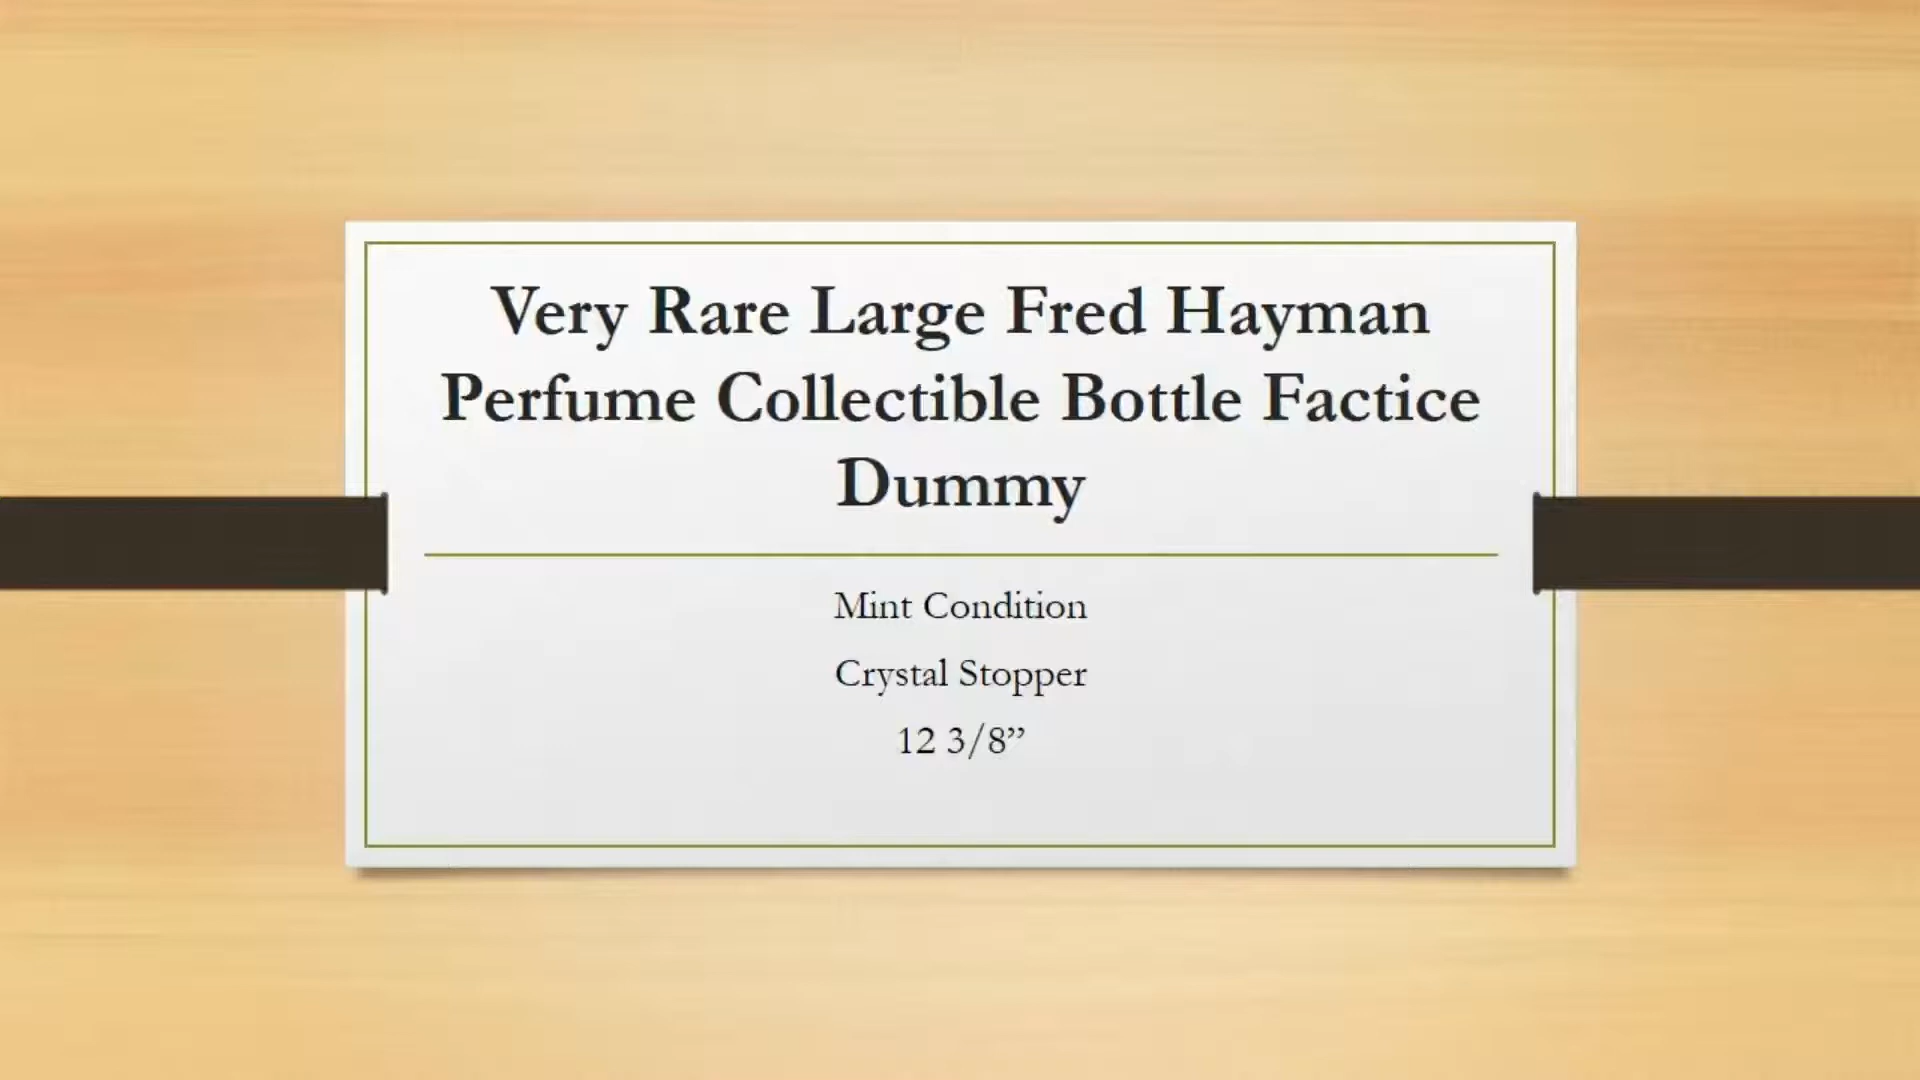 Very Rare Large Fred Hayman
Perfume Collectible Bottle Factice
Dummy
Mint Condition
Crystal Stopper
12 3/8”